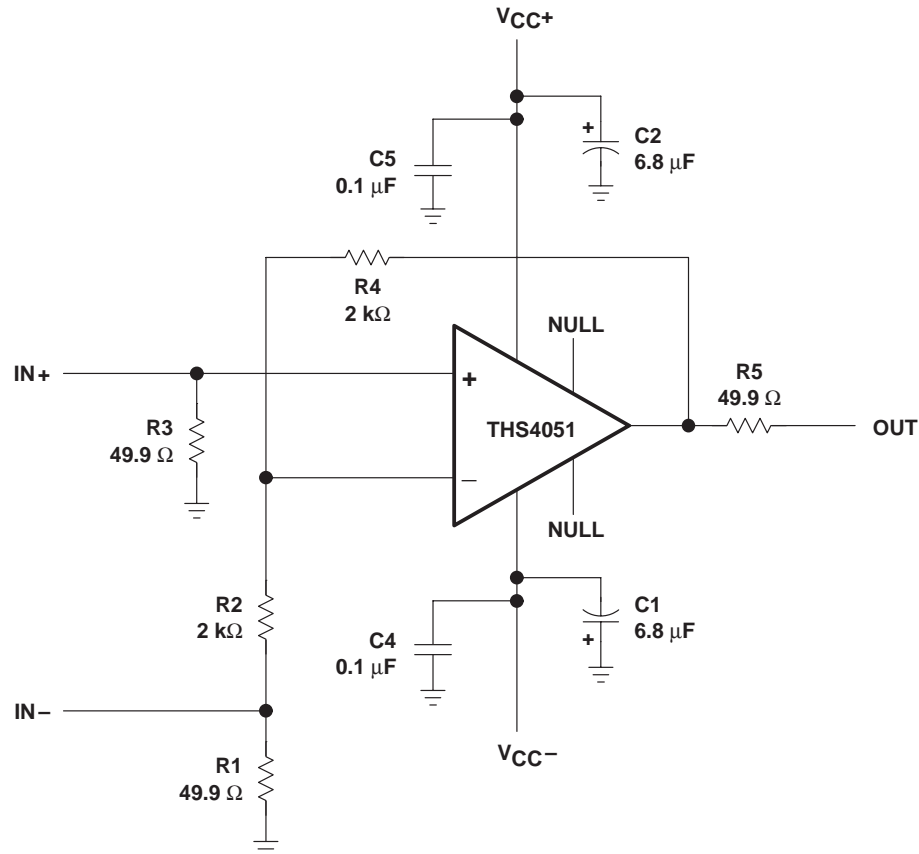 VCC+
C5
0.1 μF
+
C2
6.8 μF
R4
2 kΩ
NULL
IN+
+
R5
49.9 Ω
R3
49.9 Ω
THS4051
OUT
−
NULL
R2
2 kΩ
C4
0.1 μF
C1
+
6.8 μF
IN−
R1
49.9 Ω
VCC−